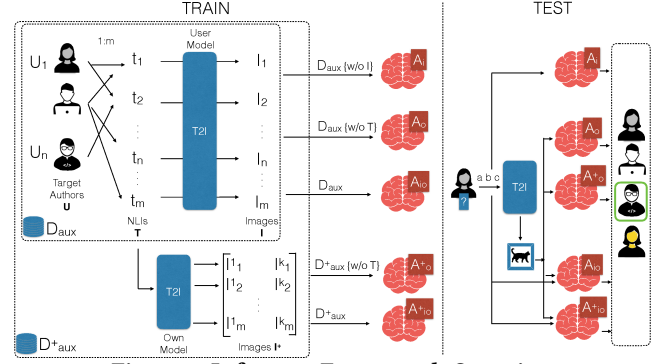 TRAIN
TEST
1:m
User
Model
U1
t1
I1
t2
I2
T2I
Un
tn
In
tm
Im
Target
Authors
U
NLIs
T
Images
I
Daux
Daux {w/o I}
Ai
Daux {w/o T}
Ao
Daux
Aio
T2I
Own
Model
I11
Ik1
I12
Ik2
I1m
Ikm
Images I+
D+aux
D+aux {w/o T}
A+o
D+aux
A+io
?
a b c
T2I
Ai
Ao
A+o
Aio
A+io